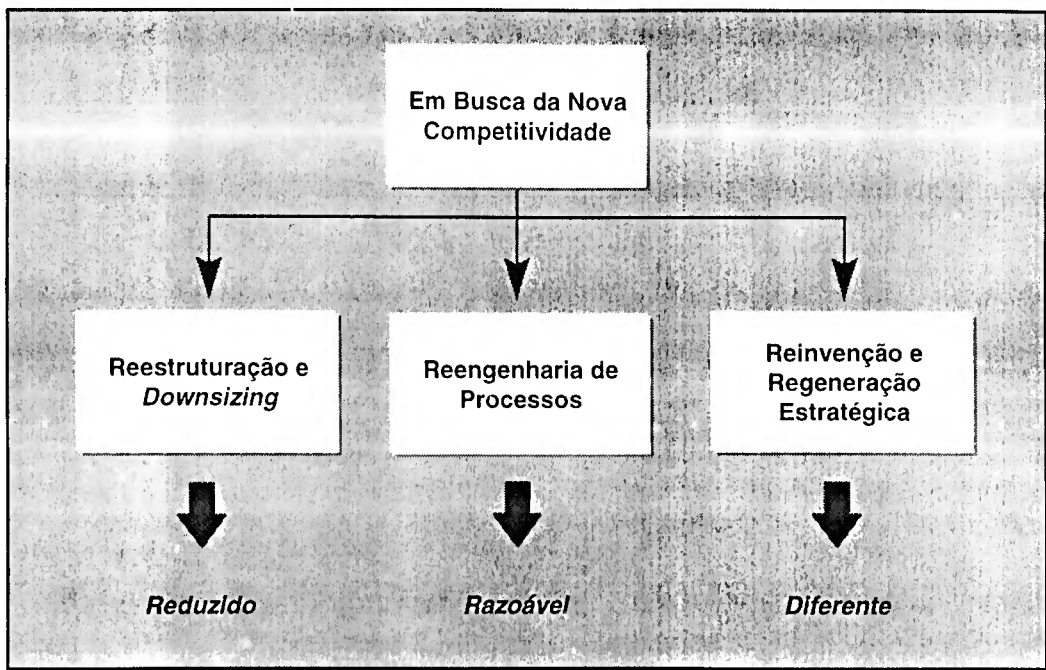 Em Busca da Nova
Competitividade
Reestruturação e
Downsizing
Reengenharia de
Processos
Reinvenção e
Regeneração
Estratégica
Reduzido
Razoável
Diferente